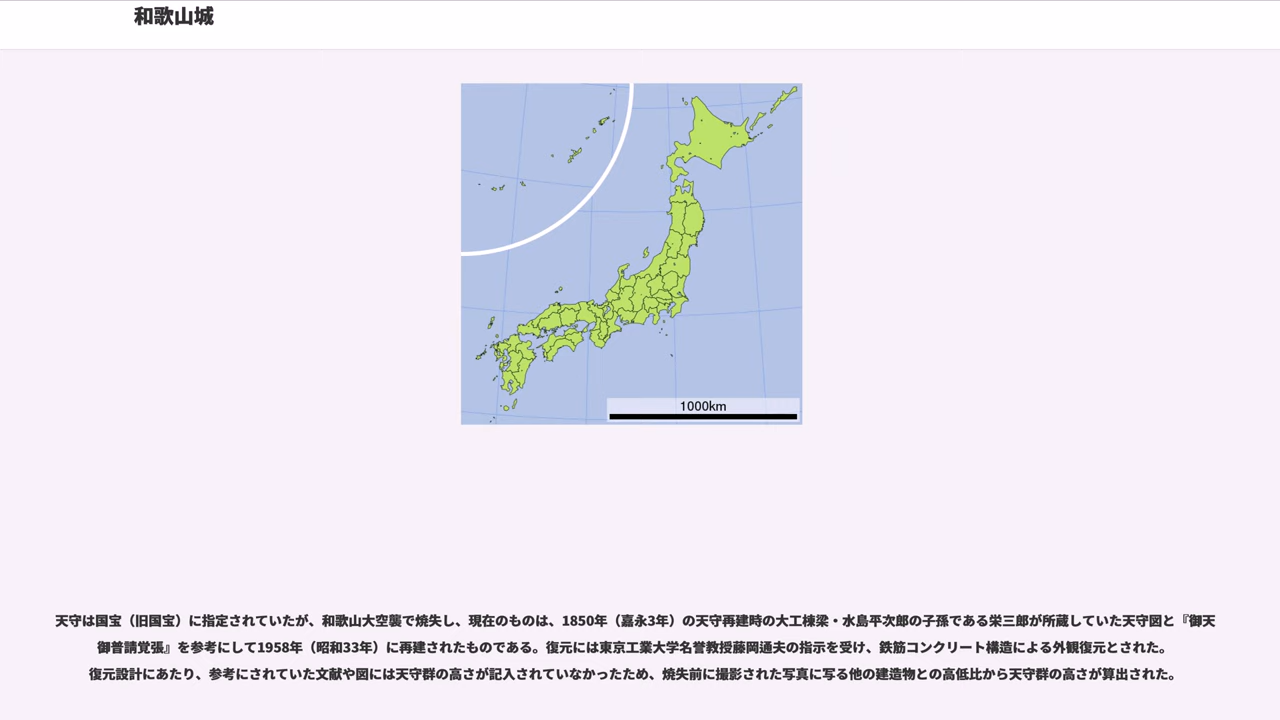 和歌山城
1000km
天守は国宝（旧国宝）に指定されていたが、和歌山大空襲で焼失し、現在のものは、1850年（嘉永3年）の天守再建時の大工棟梁・水島平次郎の子孫である栄三郎が所蔵していた天守図と『御天
御普請覚張』を参考にして1958年（昭和33年）に再建されたものである。復元には東京工業大学名誉教授藤岡通夫の指示を受け、鉄筋コンクリート構造による外観復元とされた。
復元設計にあたり、参考にされていた文献や図には天守群の高さが記入されていなかったため、焼失前に撮影された写真に写る他の建造物との高低比から天守群の高さが算出された。